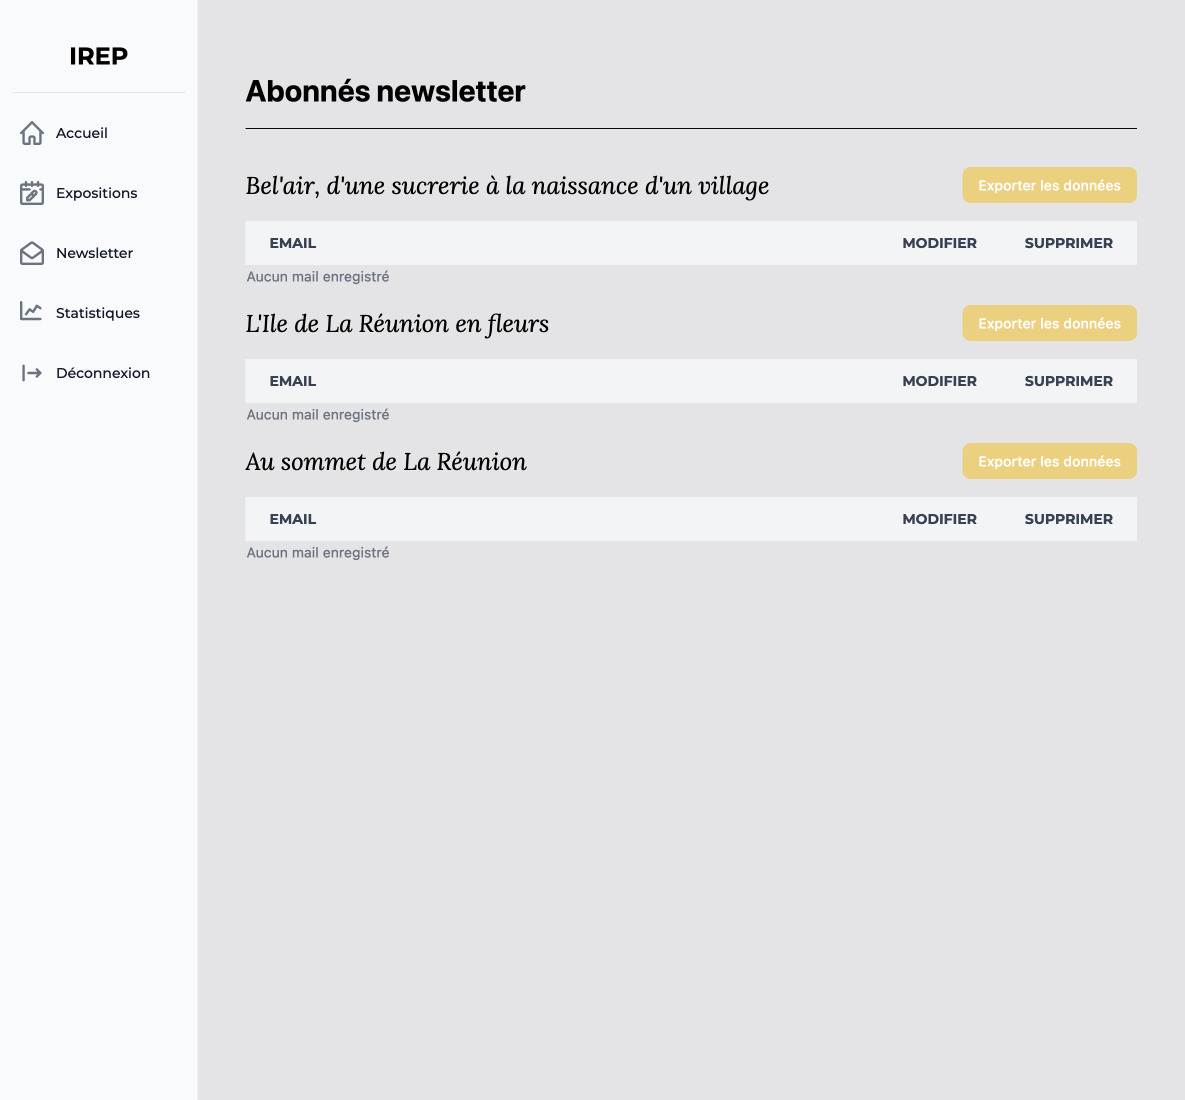 IREP
Accueil
Expositions
Newsletter
Statistiques
Déconnexion
Abonnés newsletter
Bel'air, d'une sucrerie à la naissance d'un village
Exporter les données
EMAIL MODIFIER SUPPRIMER
Aucun mail enregistré
L'Ile de La Réunion en fleurs
Exporter les données
EMAIL MODIFIER SUPPRIMER
Aucun mail enregistré
Au sommet de La Réunion
Exporter les données
EMAIL MODIFIER SUPPRIMER
Aucun mail enregistré